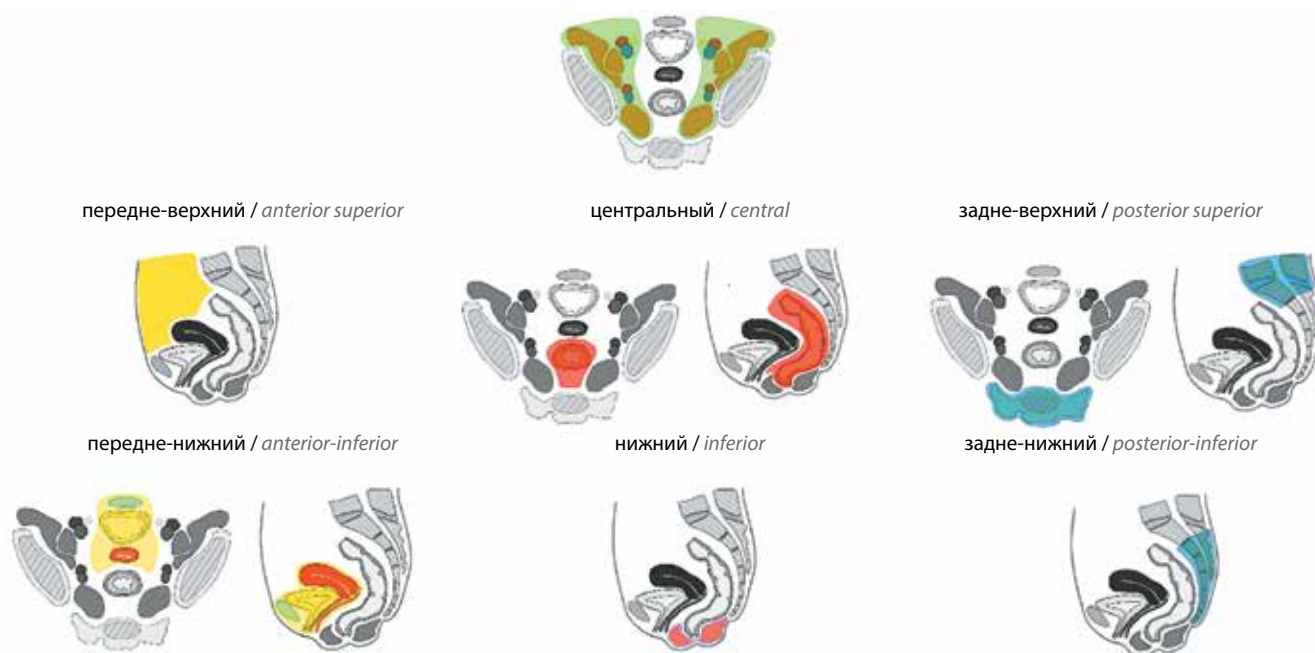 передне-верхний / anterior superior
центральный / central
задне-верхний / posterior superior
передне-нижний / anterior-inferior
нижний / inferior
задне-нижний / posterior-inferior